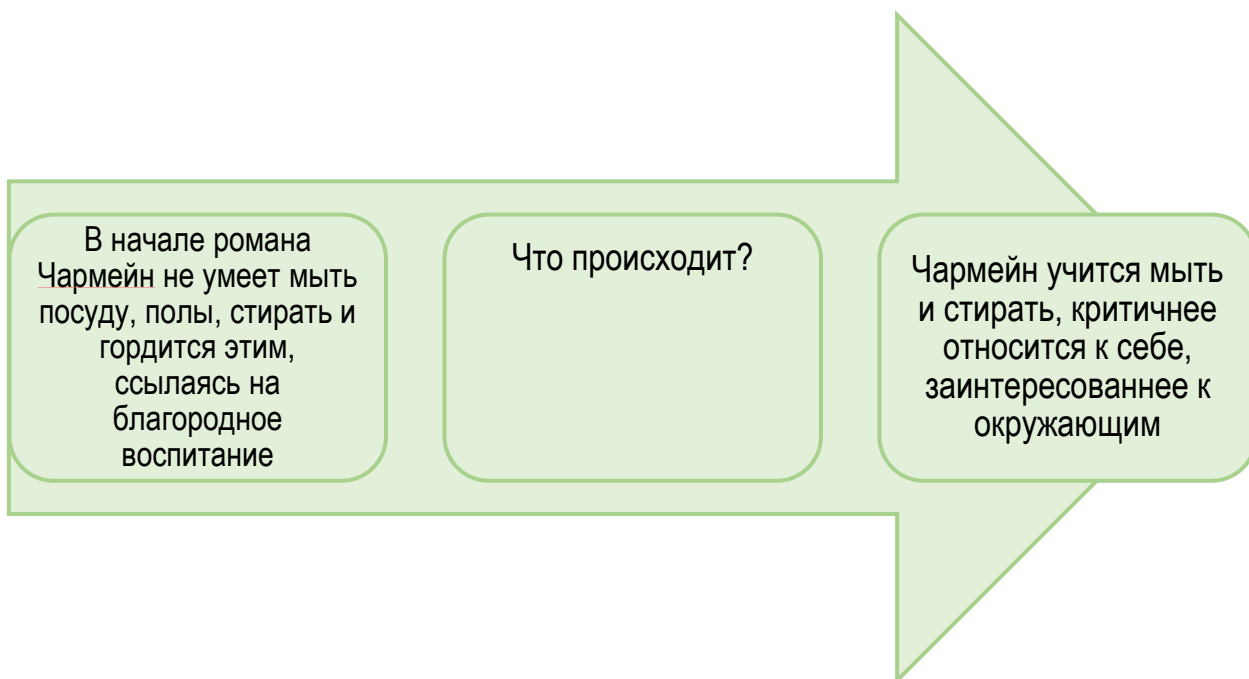 В начале романа
Чармейн не умеет мыть
посуду, полы, стирать и
гордится этим,
ссылаясь на
благородное
воспитание
Что происходит?
Чармейн учится мыть
и стирать, критичнее
относится к себе,
заинтересованнее к
окружающим